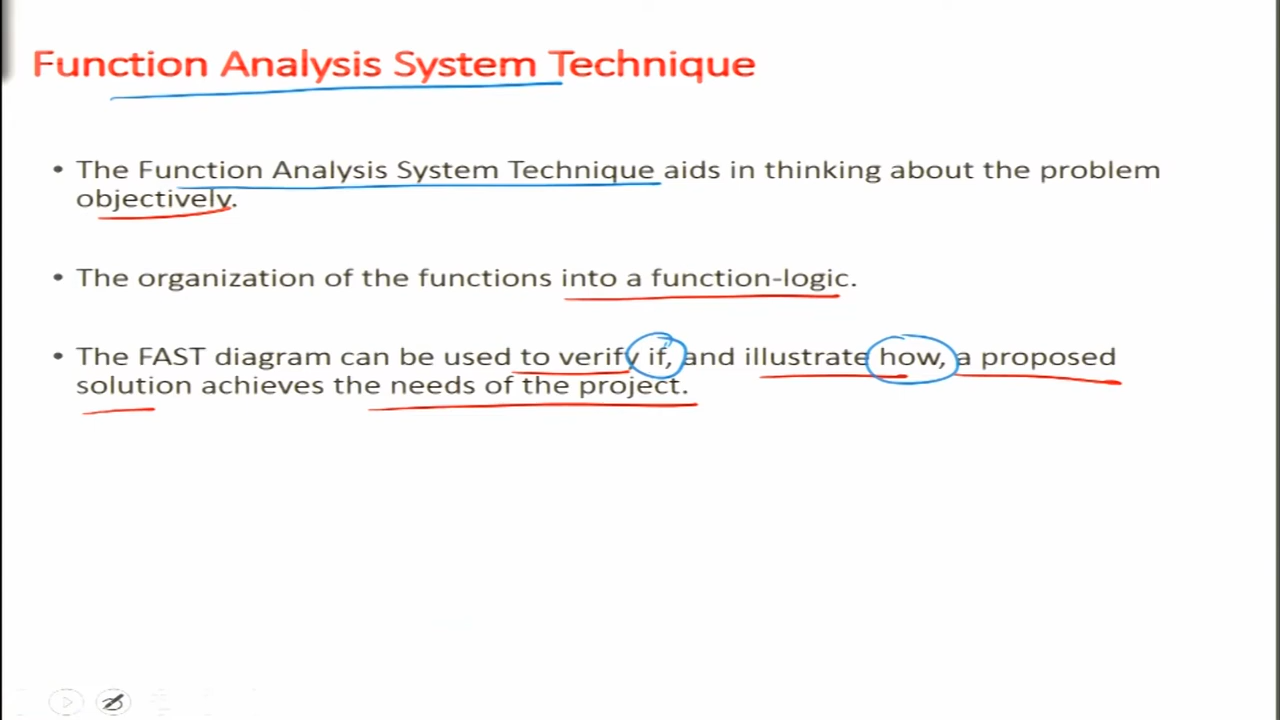 Function Analysis System Technique
• The Function Analysis System Technique aids in thinking about the problem
objectively.
• The organization of the functions into a function-logic.
• The FAST diagram can be used to verify if, and illustrate how, a proposed
solution achieves the needs of the project.